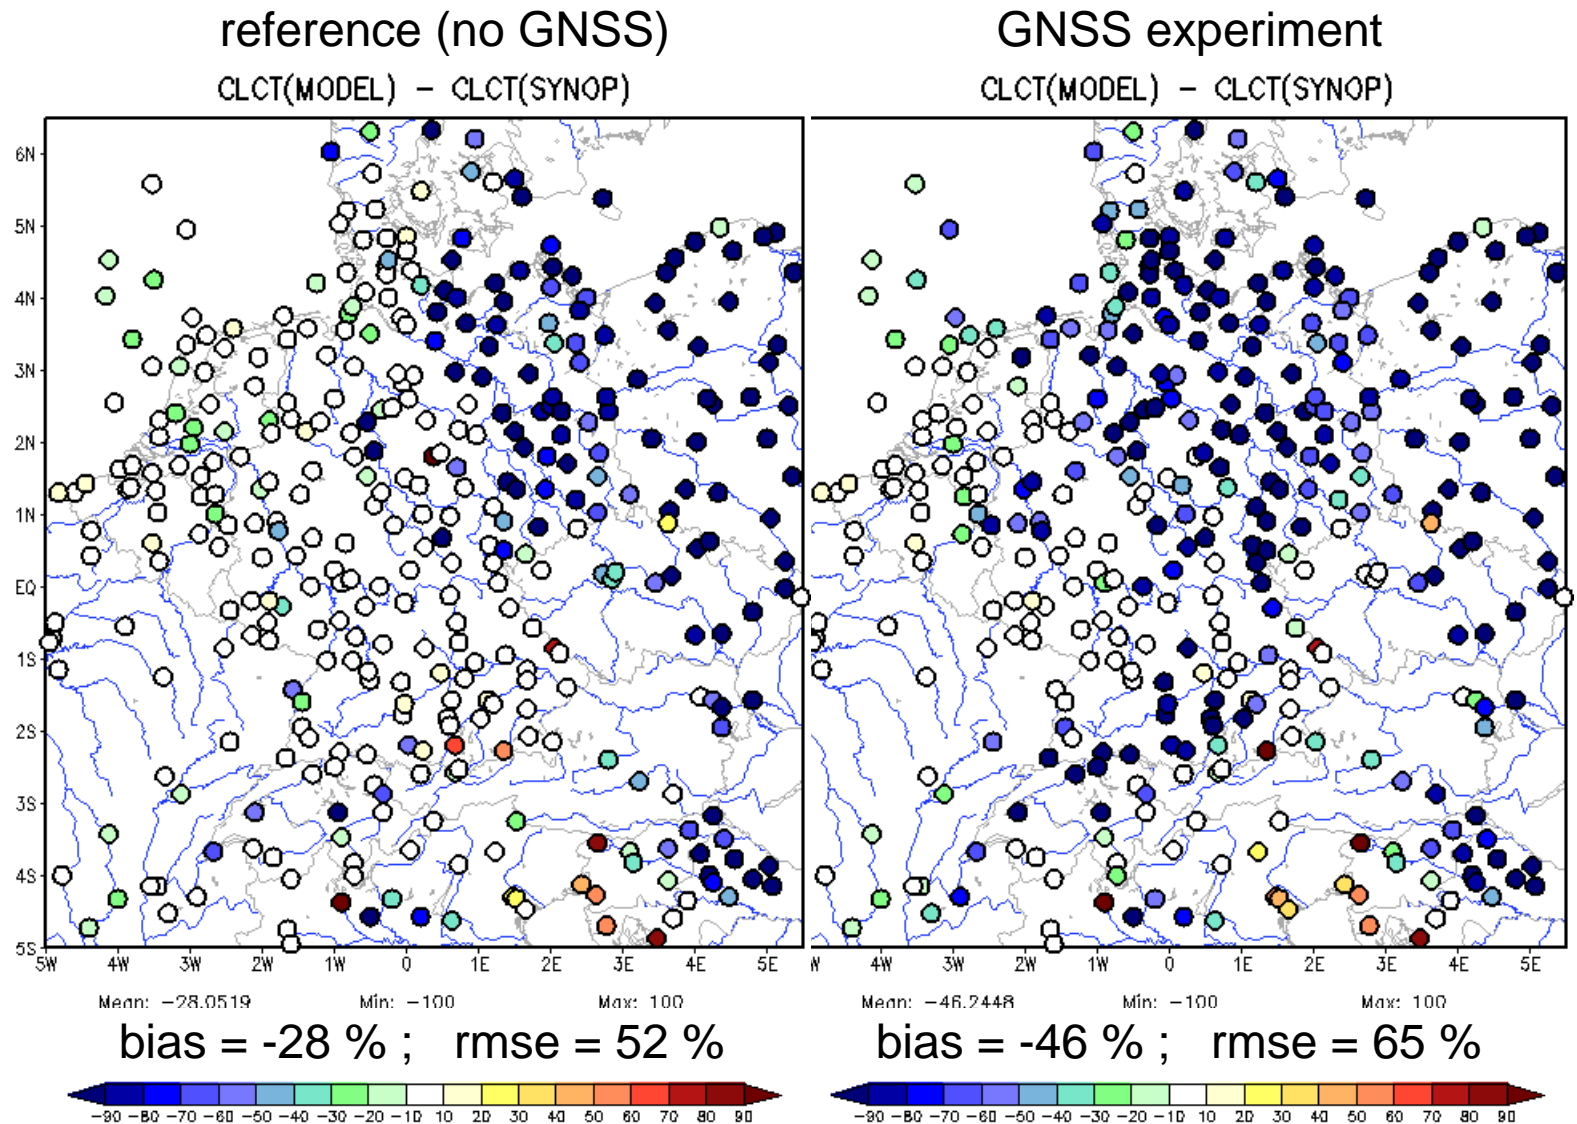 reference (no GNSS) GNSS experiment
CLCT(MODEL) − CLCT(SYNOP) CLCT(MODEL) − CLCT(SYNOP)
6N
5N
4N
3N
2N
1N
EQ
1S
2S
3S
4S
5S
5W 4W 3W 2W 1W 0 1E 2E 3E 4E 5E W 4W 3W 2W 1W 0 1E 2E 3E 4E 5E
Mean: −28.0519 Min: −100 Max: 100 Mean: −46.2448 Min: −100 Max: 100
bias = -28 % ; rmse = 52 % bias = -46 % ; rmse = 65 %
−90 −80 −70 −60 −50 −40 −30 −20 −10 10 20 30 40 50 60 70 80 90 −90 −80 −70 −60 −50 −40 −30 −20 −10 10 20 30 40 50 60 70 80 90